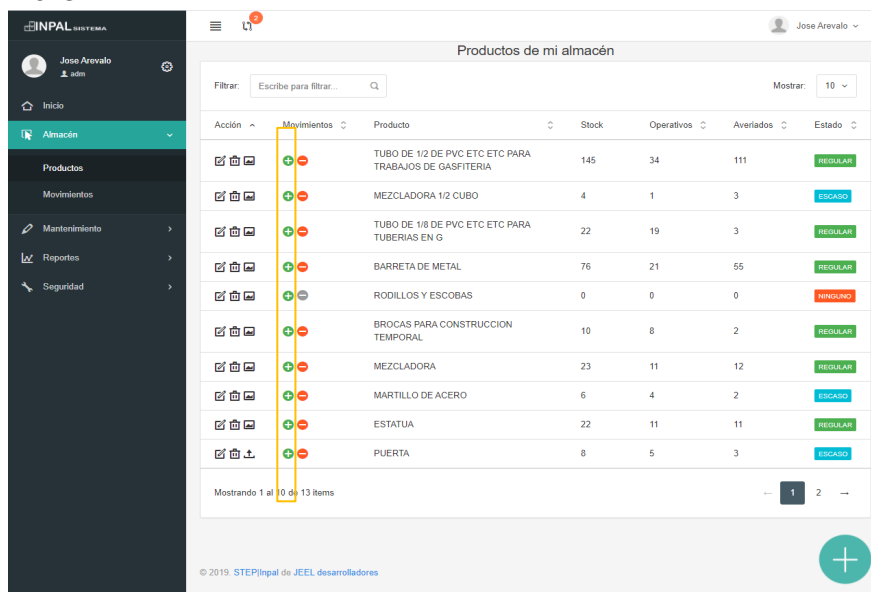 INPAL SISTEMA
2
Jose Arevalo
Jose Arevalo
adm
Inicio
Almacén
Productos
Movimientos
Mantenimiento
Reportes
Seguridad
Productos de mi almacén
Filtrar: Escribe para filtrar... Mostrar: 10
Acción Movimientos Producto Stock Operativos Averiados Estado
TUBO DE 1/2 DE PVC ETC ETC PARA
TRABAJOS DE GASFITERIA 145 34 111 REGULAR
MEZCLADORA 1/2 CUBO 4 1 3 ESCASO
TUBO DE 1/8 DE PVC ETC ETC PARA
TUBERIAS EN G 22 19 3 REGULAR
BARRETA DE METAL 76 21 55 REGULAR
RODILLOS Y ESCOBAS 0 0 0 NINGUNO
BROCAS PARA CONSTRUCCION
TEMPORAL 10 8 2 REGULAR
MEZCLADORA 23 11 12 REGULAR
MARTILLO DE ACERO 6 4 2 ESCASO
ESTATUA 22 11 11 REGULAR
PUERTA 8 5 3 ESCASO
Mostrando 1 al 10 de 13 items ← 1 2 →
© 2019. STEP|Inpal de JEEL desarrolladores